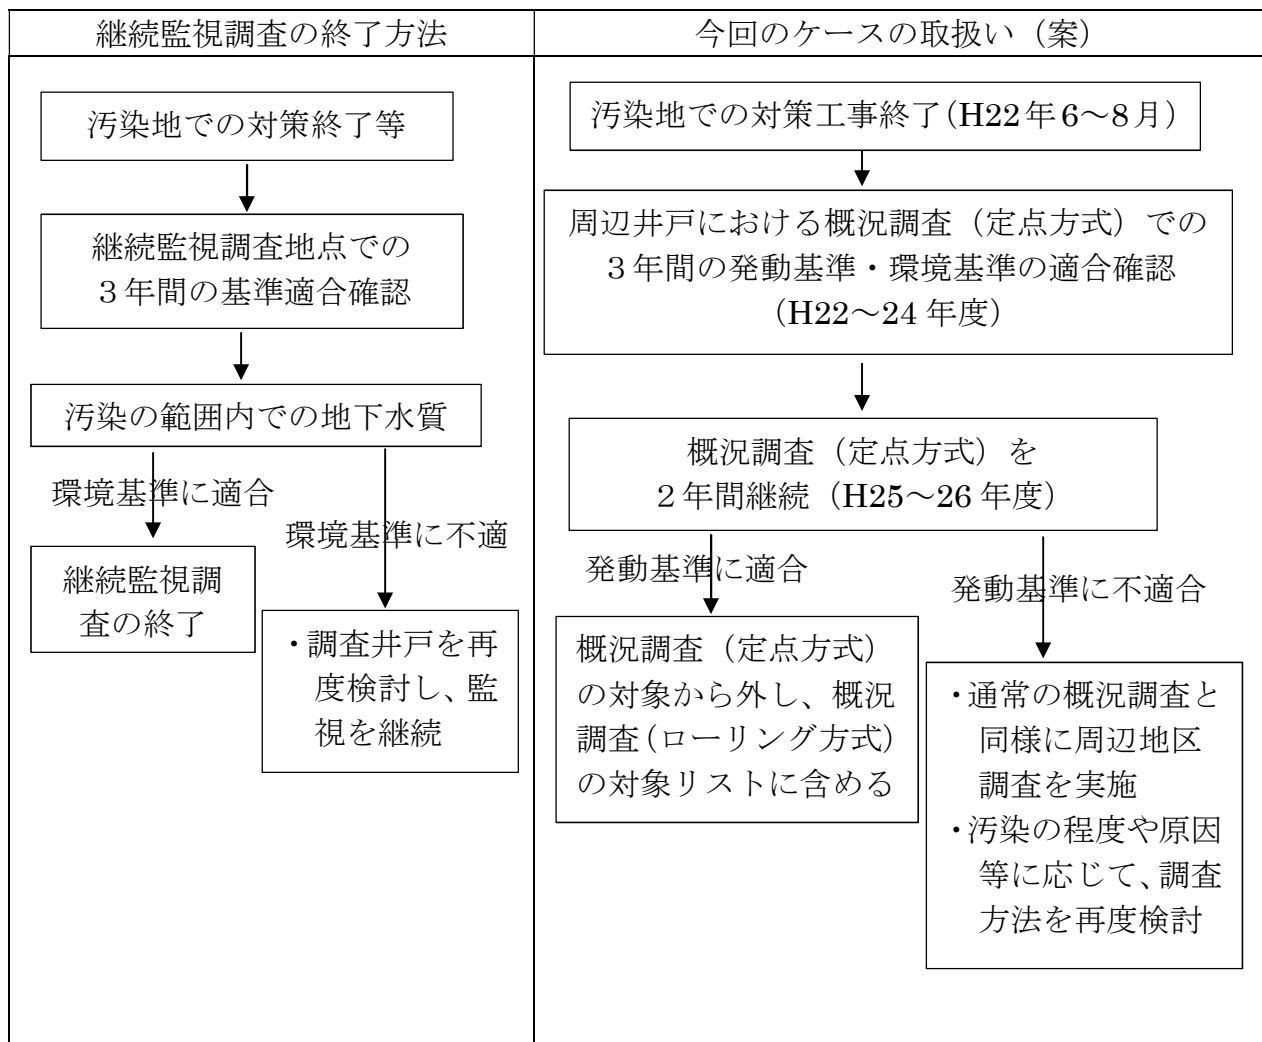 継続監視調査の終了方法
今回のケースの取扱い（案）
汚染地での対策終了等
継続監視調査地点での
３年間の基準適合確認
汚染の範囲内での地下水質
環境基準に適合
環境基準に不適
継続監視調
査の終了
・調査井戸を再
度検討し、監
視を継続
汚染地での対策工事終了（H22年６～８月）
周辺井戸における概況調査（定点方式）での
３年間の発動基準・環境基準の適合確認
（H22～24 年度）
概況調査（定点方式）を
２年間継続（H25～26 年度）
発動基準に適合
発動基準に不適合
概況調査（定点方式）
の対象から外し、概況
調査（ローリング方式）
の対象リストに含める
・通常の概況調査と
同様に周辺地区
調査を実施
・汚染の程度や原因
等に応じて、調査
方法を再度検討